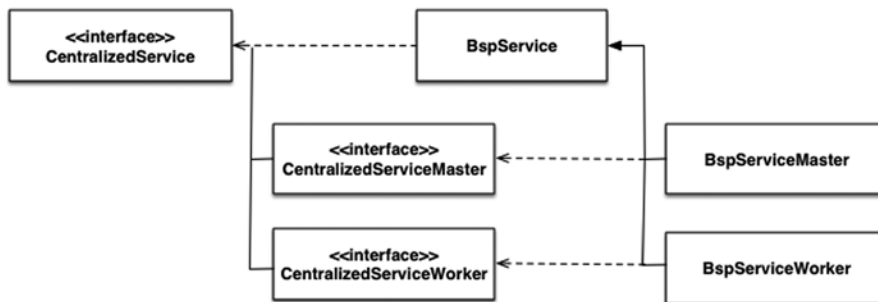 <<interface>>
CentralizedService
BspService
<<interface>>
CentralizedServiceMaster
BspServiceMaster
<<interface>>
CentralizedServiceWorker
BspServiceWorker